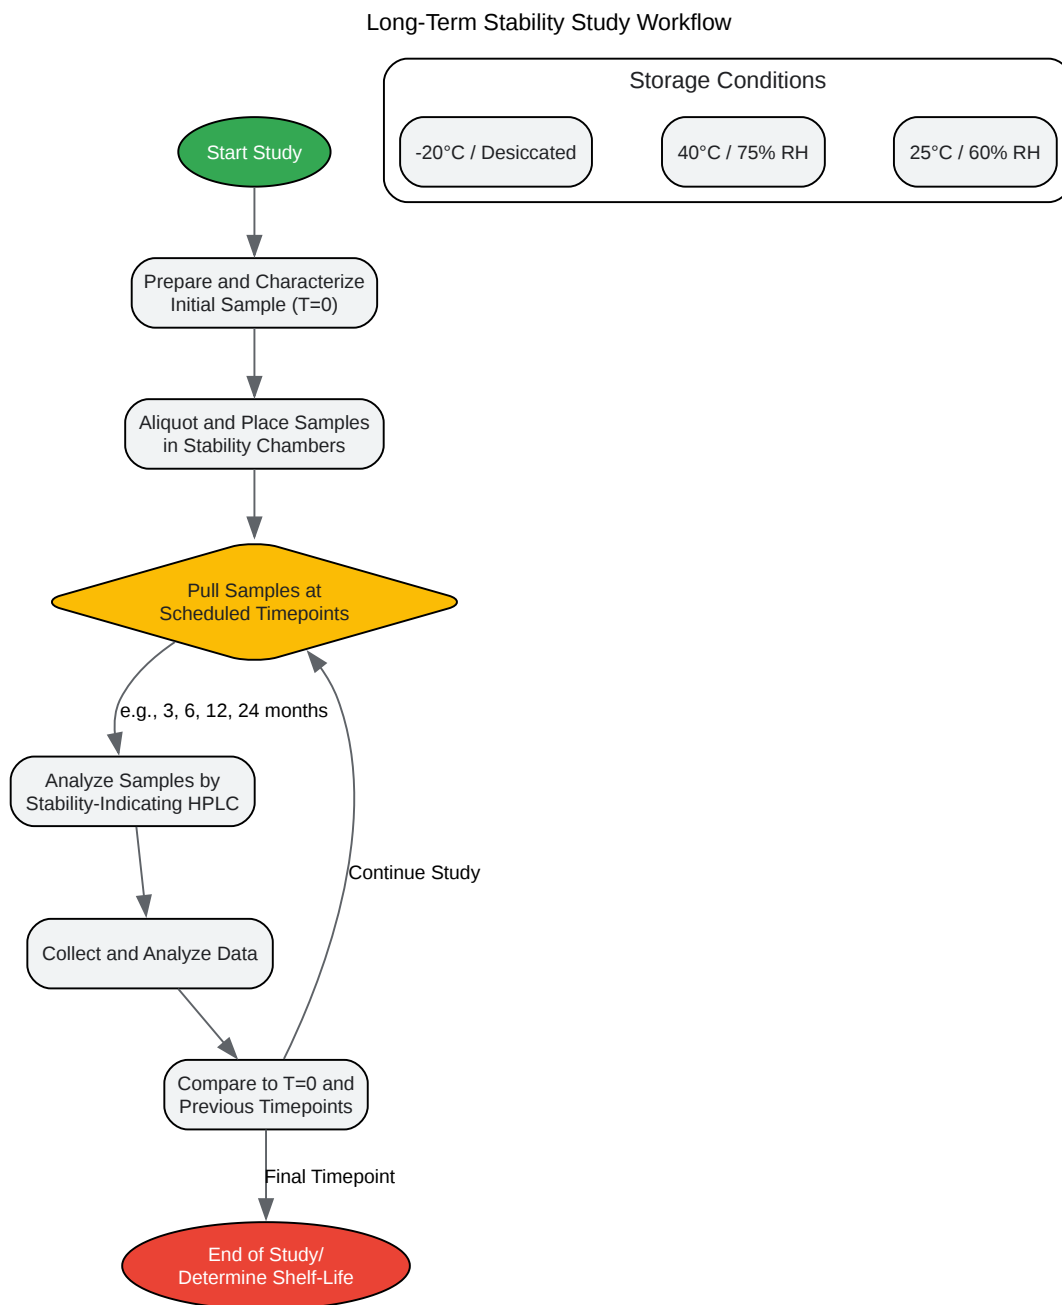 Long-Term Stability Study Workflow
Storage Conditions
-20°C / Desiccated
40°C / 75% RH
25°C / 60% RH
Start Study
Prepare and Characterize
Initial Sample (T=0)
Aliquot and Place Samples
in Stability Chambers
Pull Samples at
Scheduled Timepoints
e.g., 3, 6, 12, 24 months
Analyze Samples by
Stability-Indicating HPLC
Continue Study
Collect and Analyze Data
Compare to T=0 and
Previous Timepoints
Final Timepoint
End of Study/
Determine Shelf-Life